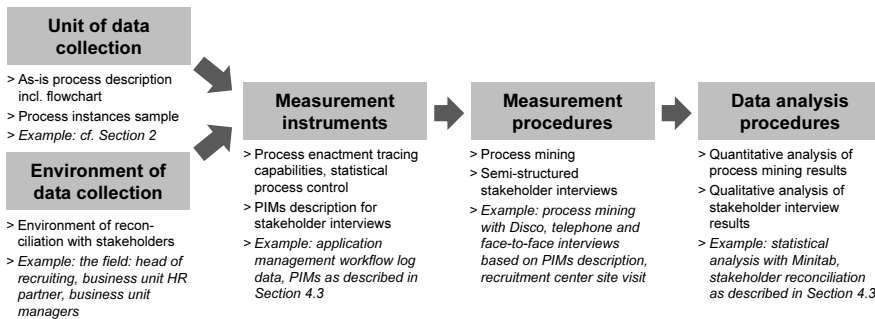 Unit of data
collection
> As-is process description
incl. flowchart
> Process instances sample
> Example: cf. Section 2
Environment of
data collection
> Environment of recon-
ciliation with stakeholders
> Example: the field: head of
recruiting, business unit HR
partner, business unit
managers
Measurement
instruments
> Process enactment tracing
capabilities, statistical
process control
> PIMs description for
stakeholder interviews
> Example: application
management workflow log
data, PIMs as described in
Section 4.3
Measurement
procedures
> Process mining
> Semi-structured
stakeholder interviews
> Example: process mining
with Disco, telephone and
face-to-face interviews
based on PIMs description,
recruitment center site visit
Data analysis
procedures
> Quantitative analysis of
process mining results
> Qualitative analysis of
stakeholder interview
results
> Example: statistical
analysis with Minitab,
stakeholder reconciliation
as described in Section 4.3